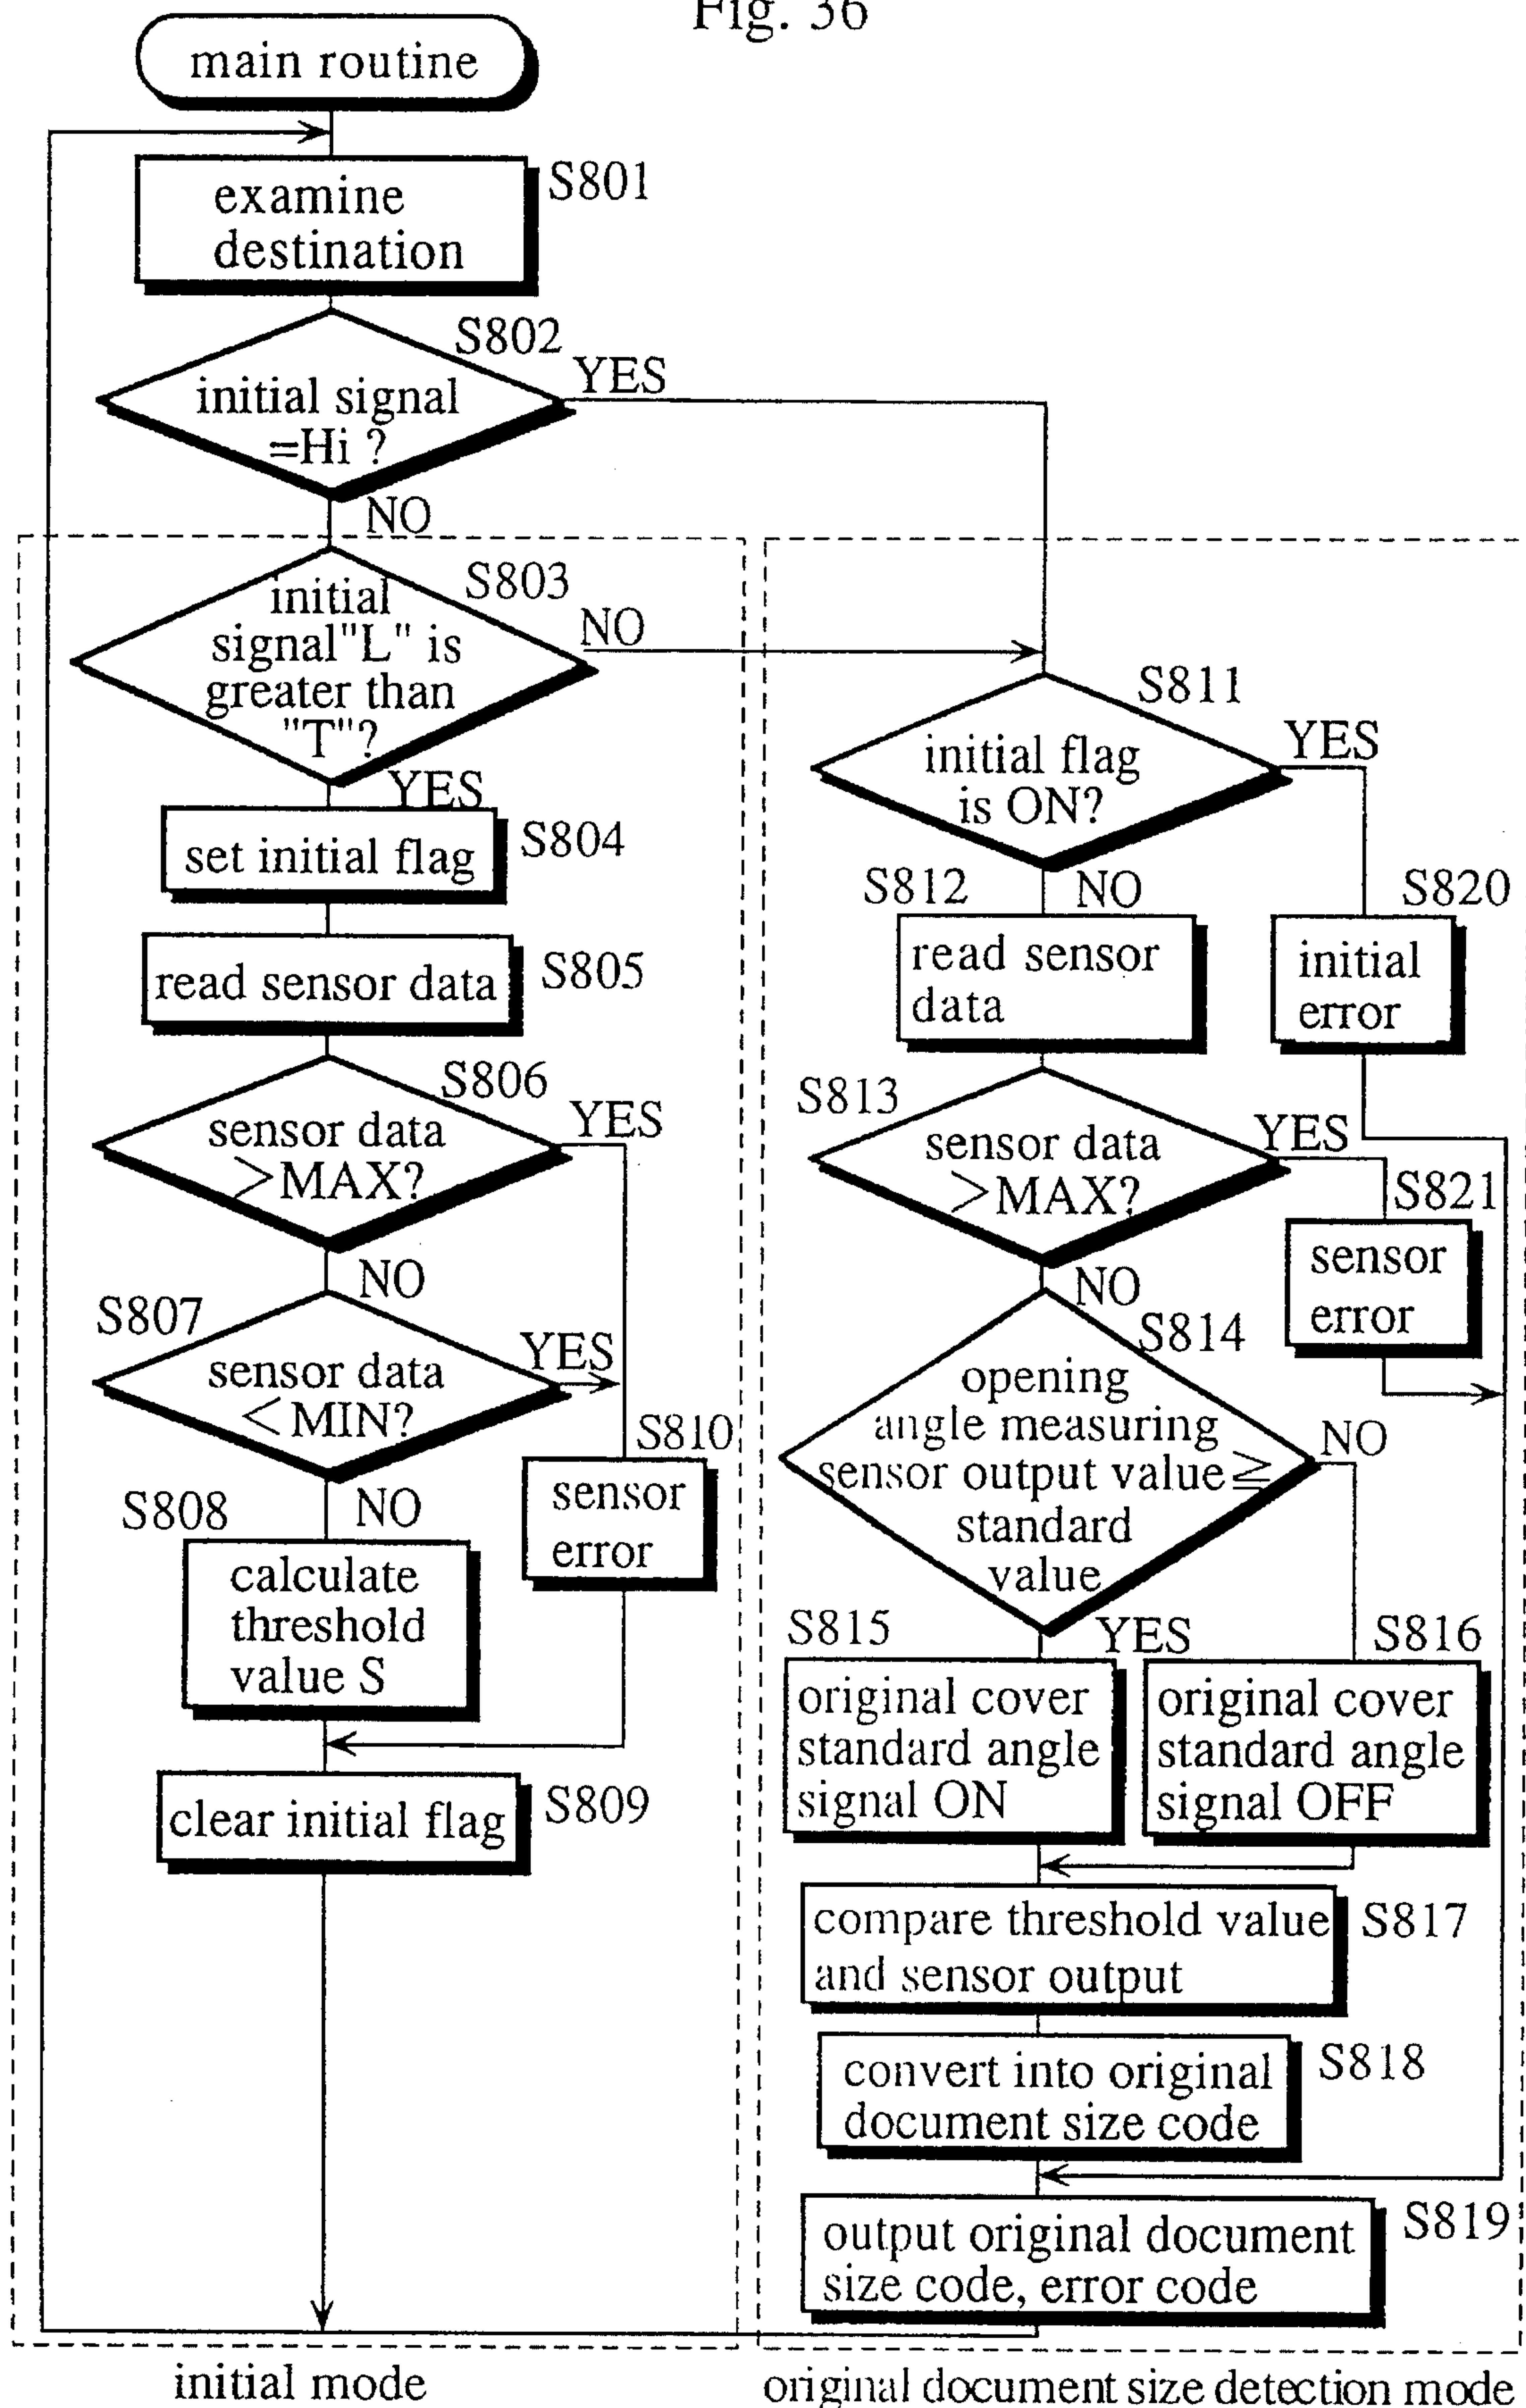 Fig. 36
main routine
examine
destination
S801
S802
initial signal
=Hi ?
YES
NO
S803
initial
signal"L" is
greater than
"T"?
NO
YES
set initial flag
S804
read sensor data
S805
S806
sensor data
>MAX?
YES
NO
S807
sensor data
<MIN?
YES
NO
S810
sensor
error
S808
calculate
threshold
value S
clear initial flag
S809
initial mode
S811
initial flag
is ON?
YES
NO
S812
read sensor
data
S820
initial
error
S813
sensor data
>MAX?
YES
NO
S821
sensor
error
S814
opening
angle measuring
sensor output value≧
standard
value
NO
YES
S815
original cover
standard angle
signal ON
S816
original cover
standard angle
signal OFF
compare threshold value
and sensor output
S817
convert into original
document size code
S818
output original document
size code, error code
S819
original document size detection mode